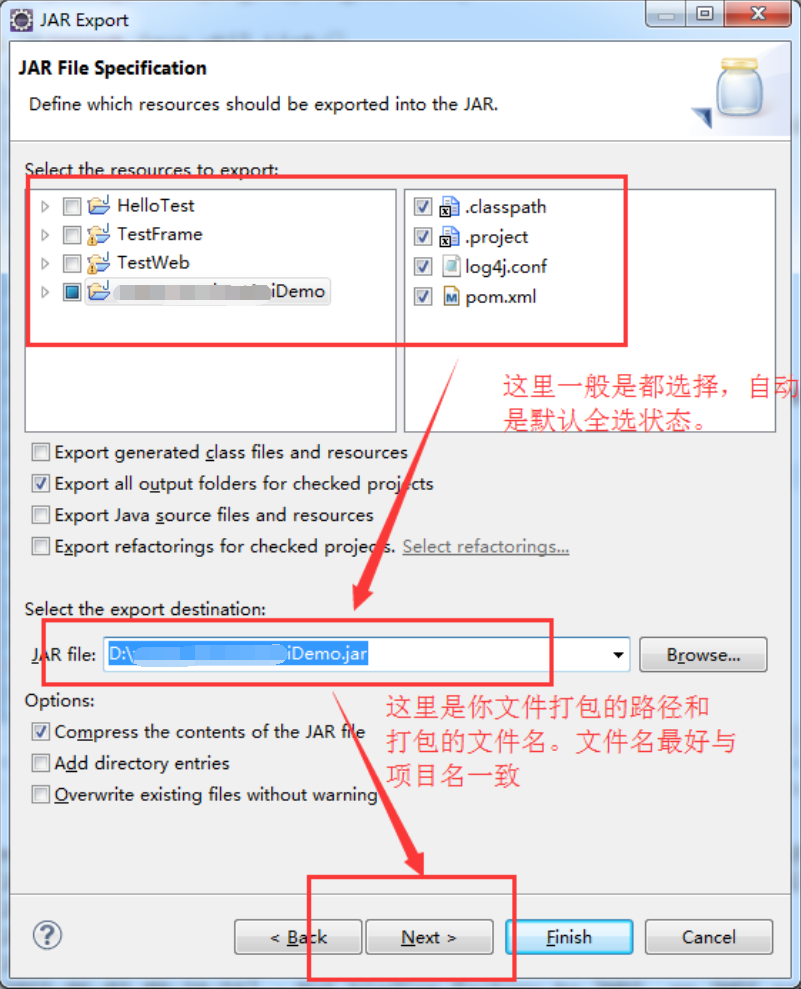 JAR Export
JAR File Specification
Define which resources should be exported into the JAR.
Select the resources to export:
HelloTest
TestFrame
TestWeb
iDemo
.classpath
.project
log4j.conf
pom.xml
这里一般是都选择，自动
是默认全选状态。
Export generated class files and resources
Export all output folders for checked projects
Export Java source files and resources
Export refactorings for checked projects. Select refactorings...
Select the export destination:
JAR file: D:\ iDemo.jar Browse...
Options:
这里是你文件打包的路径和
打包的文件名。文件名最好与
项目名一致
Compress the contents of the JAR file
Add directory entries
Overwrite existing files without warning
? < Back Next > Finish Cancel